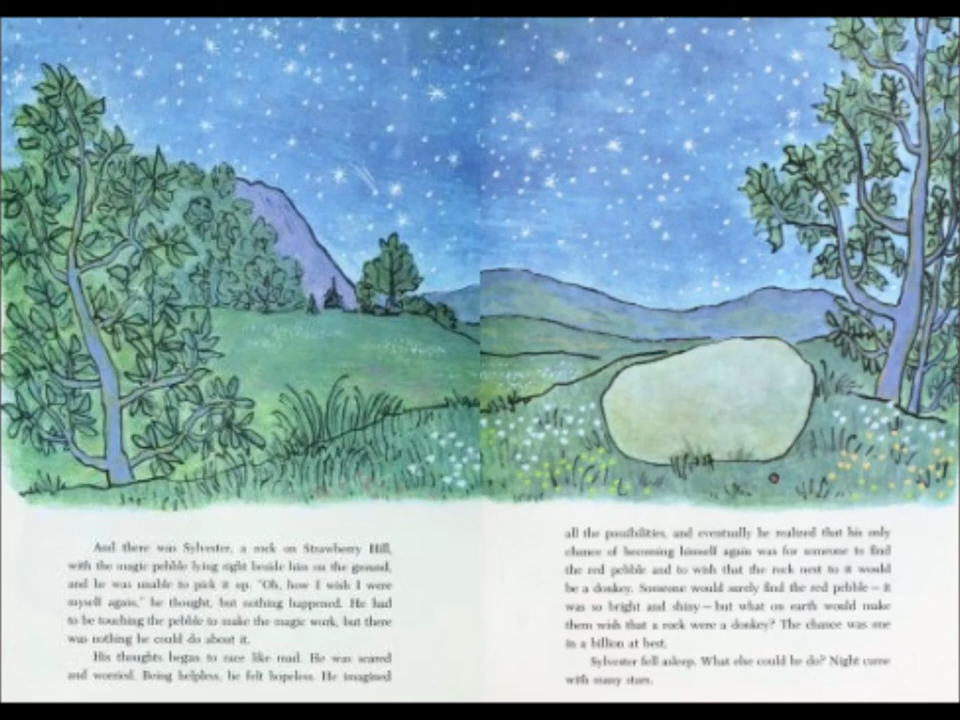 And there was Sylvester, a rock on Strawberry Hill,
with the magic pebble lying right beside him on the ground,
and he was unable to pick it up. "Oh, how I wish I were
myself again," he thought, but nothing happened. He had
to be touching the pebble to make the magic work, but there
was nothing he could do about it.
His thoughts began to race like mad. He was scared
and worried. Being helpless, he felt hopeless. He imagined
all the possibilities, and eventually he realized that his only
chance of becoming himself again was for someone to find
the red pebble and to wish that the rock next to it would
be a donkey. Someone would surely find the red pebble — it
was so bright and shiny — but what on earth would make
them wish that a rock were a donkey? The chance was one
in a billion at best.
Sylvester fell asleep. What else could he do? Night came
with many stars.